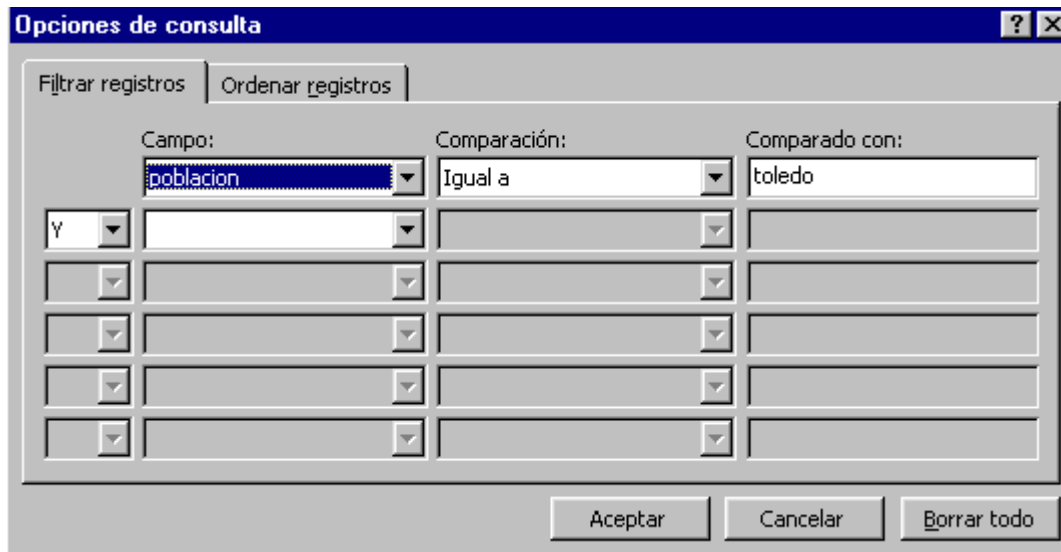 Opciones de consulta
Filtrar registros Ordenar registros
Campo: Comparación: Comparado con:
poblacion Igual a toledo
Y
Aceptar Cancelar Borrar todo